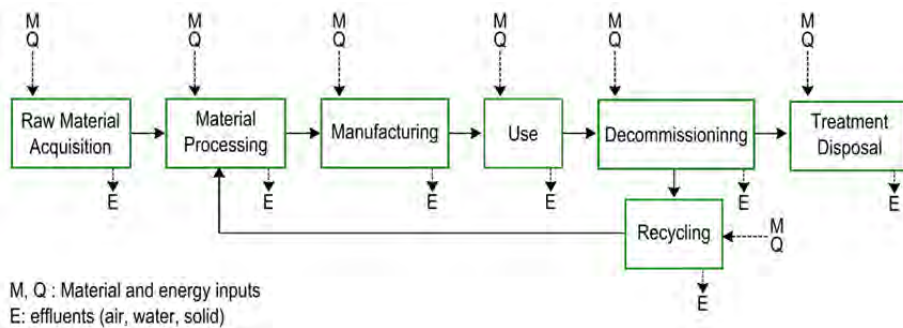 M M M M M M
Q Q Q Q Q Q
Raw Material Acquisition
Material Processing
Manufacturing
Use
Decommissioninng
Treatment Disposal
E E E E E E
Recycling
M
Q
E
M, Q : Material and energy inputs
E: effluents (air, water, solid)